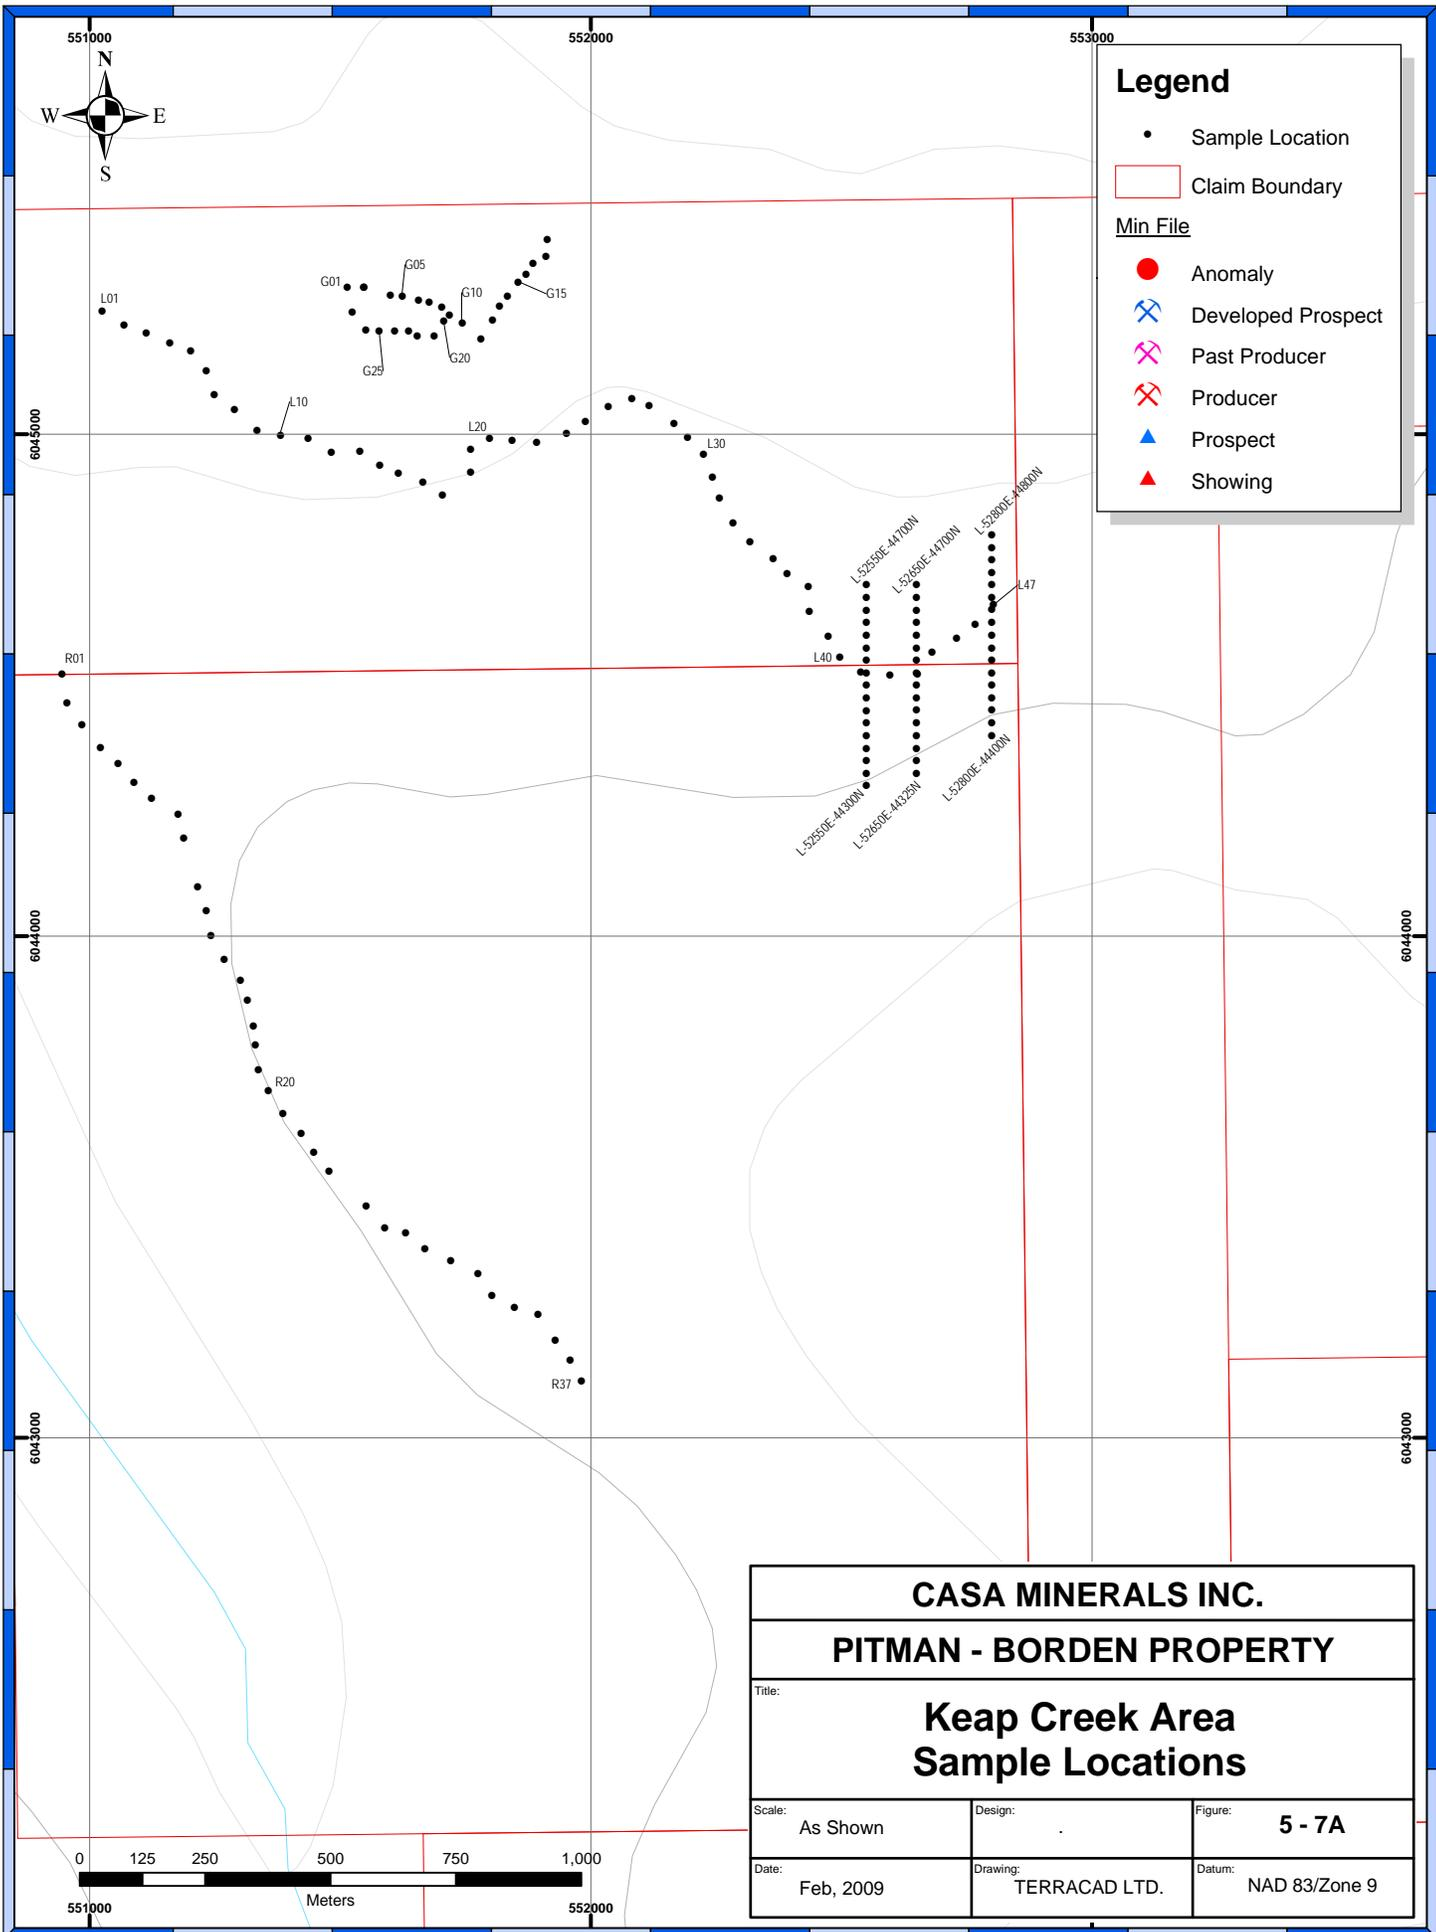 551000
552000
553000
N
W
E
S
Legend
Sample Location
Claim Boundary
Min File
Anomaly
Developed Prospect
Past Producer
Producer
Prospect
Showing
G05
G01
G10
G15
L01
G20
G25
L10
L20
L30
6045000
L-52550E-44700N
L-52650E-44700N
L-52800E-44800N
L47
L40
R01
L-52550E-44300N
L-52650E-44325N
L-52800E-44400N
6044000
6044000
R20
R37
6043000
6043000
CASA MINERALS INC.
PITMAN - BORDEN PROPERTY
Title:
Keap Creek Area
Sample Locations
Scale:
As Shown
Design:
.
Figure:
5 - 7A
Date:
Feb, 2009
Drawing:
TERRACAD LTD.
Datum:
NAD 83/Zone 9
0 125 250 500 750 1,000
Meters
551000
552000